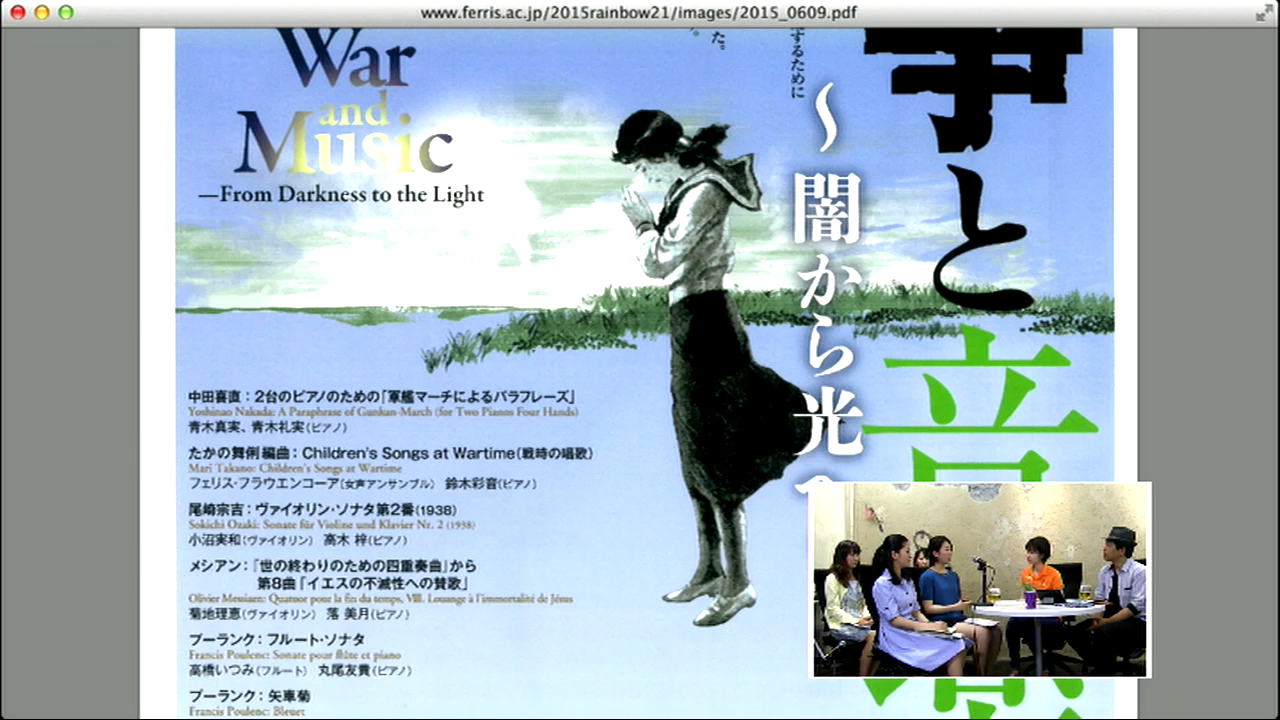 www.ferris.ac.jp/2015rainbow21/images/2015_0609.pdf
War
and
Music
—From Darkness to the Light
た。
するために
争と音楽
〜闇から光へ
中田喜直:2台のピアノのための「軍艦マーチによるパラフレーズ」
Yoshinao Nakada: A Paraphrase of Gunkan-March (for Two Pianos Four Hands)
青木真実、青木礼実(ピアノ)
たかの舞俐編曲:Children's Songs at Wartime(戦時の唱歌)
Mari Takano: Children's Songs at Wartime
フェリス・フラウエンコーア(女声アンサンブル) 鈴木彩音(ピアノ)
尾崎宗吉:ヴァイオリン・ソナタ第2番(1938)
Sokichi Ozaki: Sonate für Violine und Klavier Nr. 2 (1938)
小沼実和(ヴァイオリン) 高木 梓(ピアノ)
メシアン:『世の終わりのための四重奏曲』から
第8曲「イエスの不滅性への賛歌」
Olivier Messiaen: Quatuor pour la fin du temps, VIII. Louange à l'immortalité de Jésus
菊地理恵(ヴァイオリン) 落 美月(ピアノ)
プーランク:フルート・ソナタ
Francis Poulenc: Sonate pour flûte et piano
高橋いつみ(フルート) 丸尾友貴(ピアノ)
プーランク:矢車菊
Francis Poulenc: Bleuet